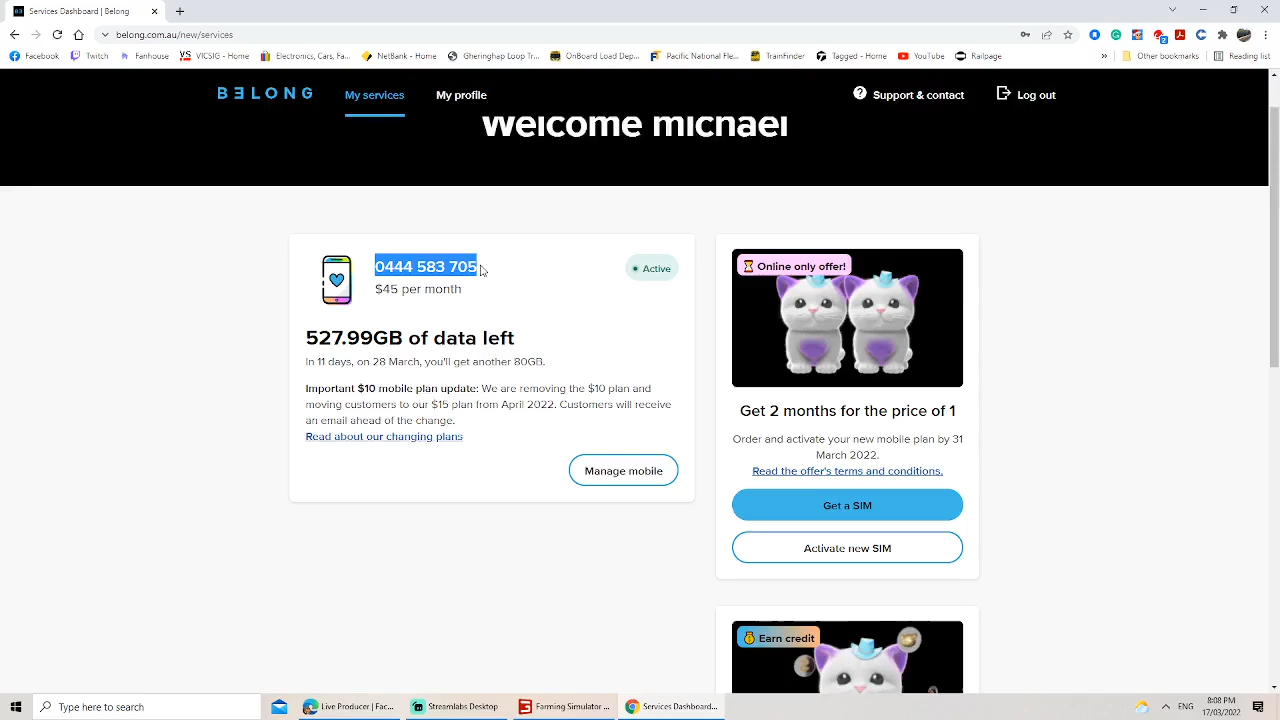 Services Dashboard | Belong
belong.com.au/new/services
Facebook
Twitch
Fanhouse
VICSIG - Home
Electronics, Cars, Fa...
NetBank - Home
Gheringhap Loop Tr...
OnBoard Load Dep...
Pacific National Fle...
TrainFinder
Tagged - Home
YouTube
Railpage
»
Other bookmarks
Reading list
BELONG
My services
My profile
Support & contact
Log out
Welcome michael
0444 583 705
$45 per month
Active
527.99GB of data left
In 11 days, on 28 March, you'll get another 80GB.
Important $10 mobile plan update: We are removing the $10 plan and
moving customers to our $15 plan from April 2022. Customers will receive
an email ahead of the change.
Read about our changing plans
Manage mobile
Online only offer!
Get 2 months for the price of 1
Order and activate your new mobile plan by 31
March 2022.
Read the offer's terms and conditions.
Get a SIM
Activate new SIM
Earn credit
Type here to search
Live Producer | Fac...
Streamlabs Desktop
Farming Simulator ...
Services Dashboard...
ENG
8:08 PM
17/03/2022